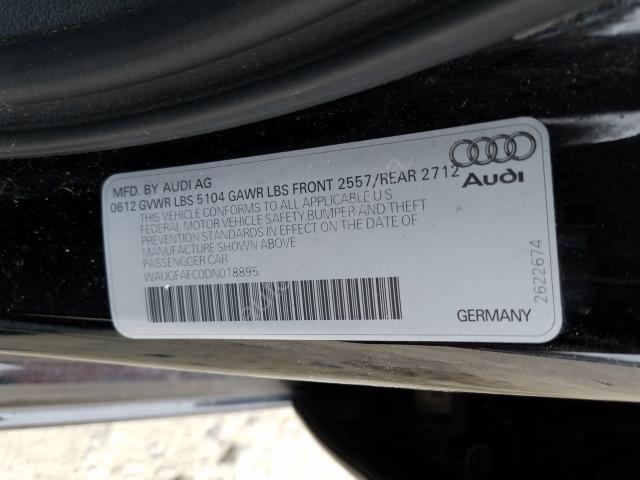 MFD. BY AUDI AG
0612 GVWR LBS 5104 GAWR LBS FRONT 2557/REAR 2712
THIS VEHICLE CONFORMS TO ALL APPLICABLE U.S.
FEDERAL MOTOR VEHICLE SAFETY, BUMPER AND THEFT
PREVENTION STANDARDS IN EFFECT ON THE DATE OF
MANUFACTURE SHOWN ABOVE
PASSENGER CAR
WAUGFAFC0DN018895
Audi
2622674
GERMANY